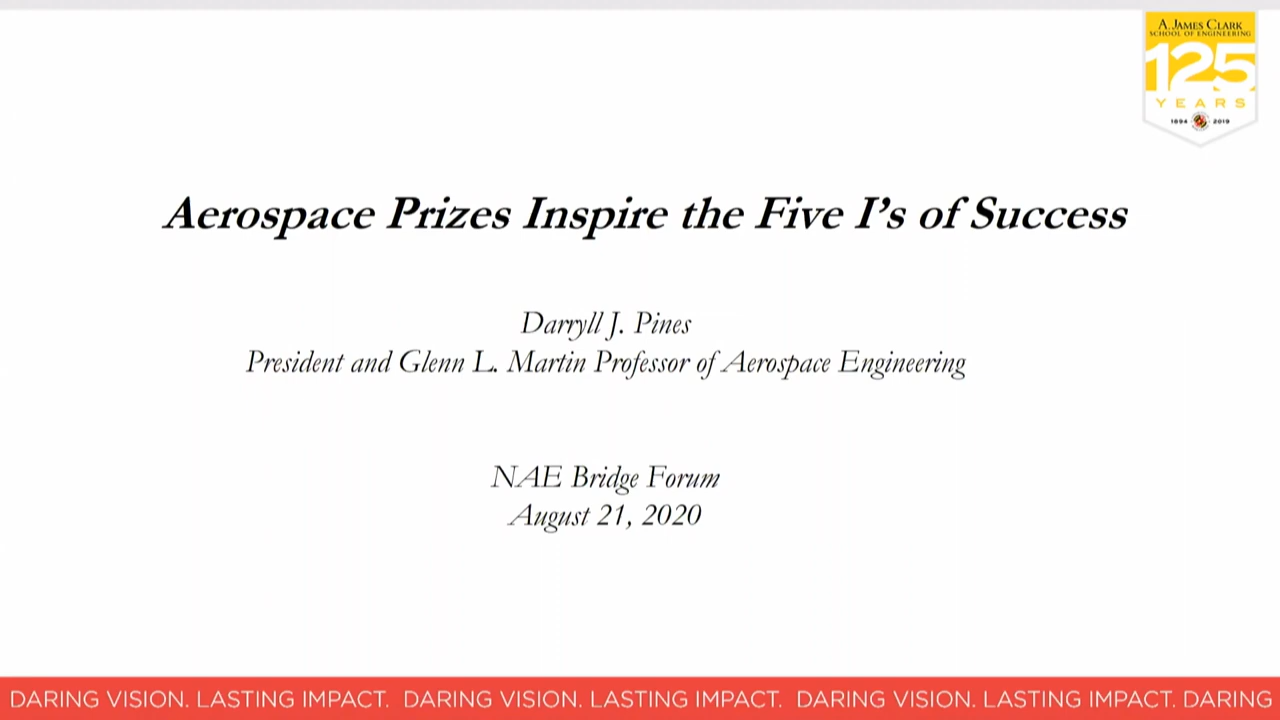 A. JAMES CLARK
SCHOOL OF ENGINEERING
125
YEARS
1894 2019
Aerospace Prizes Inspire the Five I's of Success
Darryll J. Pines
President and Glenn L. Martin Professor of Aerospace Engineering
NAE Bridge Forum
August 21, 2020
DARING VISION. LASTING IMPACT. DARING VISION. LASTING IMPACT. DARING VISION. LASTING IMPACT. DARING